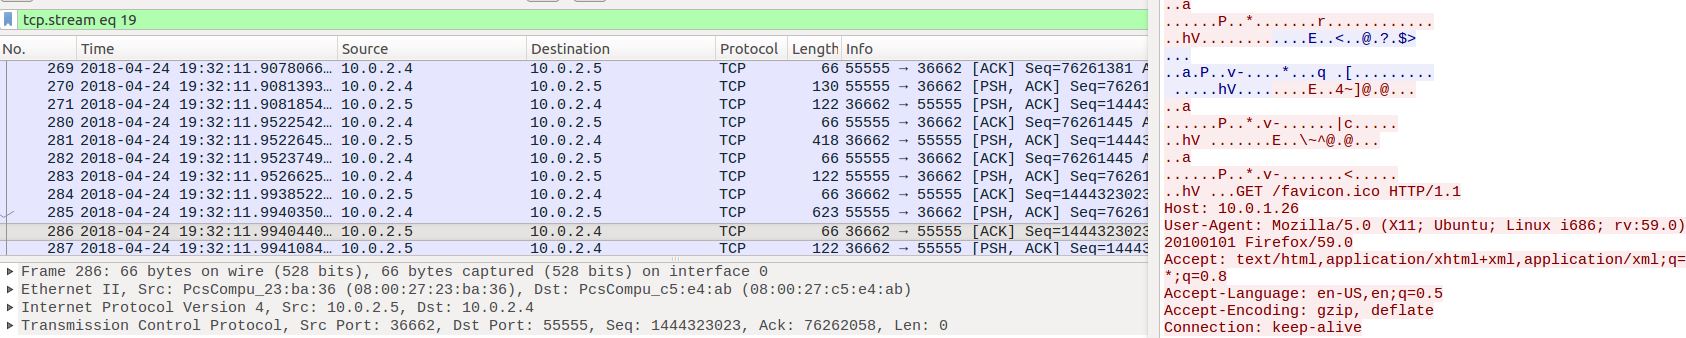 tcp.stream eq 19
No. Time Source Destination Protocol Length Info
269 2018-04-24 19:32:11.9078066… 10.0.2.4 10.0.2.5 TCP 66 55555 → 36662 [ACK] Seq=76261381 A
270 2018-04-24 19:32:11.9081393… 10.0.2.4 10.0.2.5 TCP 130 55555 → 36662 [PSH, ACK] Seq=76261
271 2018-04-24 19:32:11.9081854… 10.0.2.5 10.0.2.4 TCP 122 36662 → 55555 [PSH, ACK] Seq=14443
280 2018-04-24 19:32:11.9522542… 10.0.2.4 10.0.2.5 TCP 66 55555 → 36662 [ACK] Seq=76261445 A
281 2018-04-24 19:32:11.9522645… 10.0.2.5 10.0.2.4 TCP 418 36662 → 55555 [PSH, ACK] Seq=14443
282 2018-04-24 19:32:11.9523749… 10.0.2.4 10.0.2.5 TCP 66 55555 → 36662 [ACK] Seq=76261445 A
283 2018-04-24 19:32:11.9526625… 10.0.2.4 10.0.2.5 TCP 122 55555 → 36662 [PSH, ACK] Seq=76261
284 2018-04-24 19:32:11.9938522… 10.0.2.5 10.0.2.4 TCP 66 36662 → 55555 [ACK] Seq=1444323023
285 2018-04-24 19:32:11.9940350… 10.0.2.4 10.0.2.5 TCP 623 55555 → 36662 [PSH, ACK] Seq=76261
286 2018-04-24 19:32:11.9940440… 10.0.2.5 10.0.2.4 TCP 66 36662 → 55555 [ACK] Seq=1444323023
287 2018-04-24 19:32:11.9941084… 10.0.2.5 10.0.2.4 TCP 122 36662 → 55555 [PSH, ACK] Seq=14443
Frame 286: 66 bytes on wire (528 bits), 66 bytes captured (528 bits) on interface 0
Ethernet II, Src: PcsCompu_23:ba:36 (08:00:27:23:ba:36), Dst: PcsCompu_c5:e4:ab (08:00:27:c5:e4:ab)
Internet Protocol Version 4, Src: 10.0.2.5, Dst: 10.0.2.4
Transmission Control Protocol, Src Port: 36662, Dst Port: 55555, Seq: 1444323023, Ack: 76262058, Len: 0
..a
......P..*.......r............
..hV............E..<..@.?.$>
...
..a.P..v-....*...q .[.........
 .....hV........E..4~]@.@...
..a
......P..*.v-......|c.....
..hV .......E..\~^@.@...
..a
......P..*.v-.......<.....
..hV ...GET /favicon.ico HTTP/1.1
Host: 10.0.1.26
User-Agent: Mozilla/5.0 (X11; Ubuntu; Linux i686; rv:59.0)
20100101 Firefox/59.0
Accept: text/html,application/xhtml+xml,application/xml;q=
*;q=0.8
Accept-Language: en-US,en;q=0.5
Accept-Encoding: gzip, deflate
Connection: keep-alive